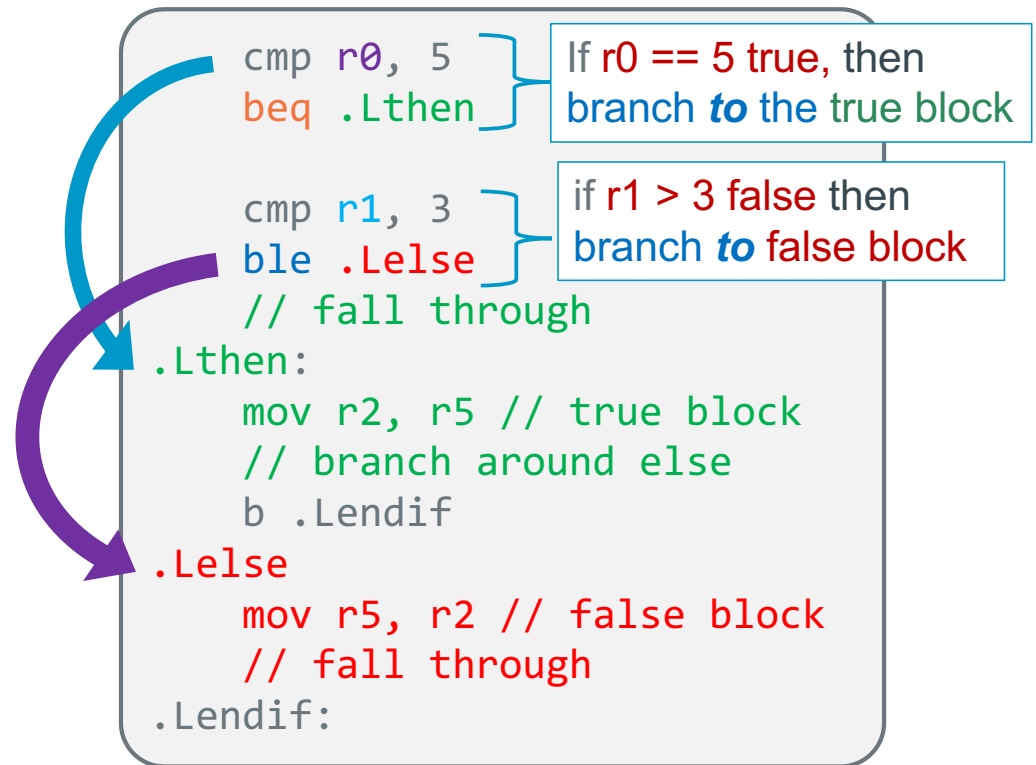 cmp r0, 5
beq .Lthen
If r0 == 5 true, then
branch to the true block
cmp r1, 3
ble .Lelse
// fall through
if r1 > 3 false then
branch to false block
.Lthen:
mov r2, r5 // true block
// branch around else
b .Lendif
.Lelse
mov r5, r2 // false block
// fall through
.Lendif: